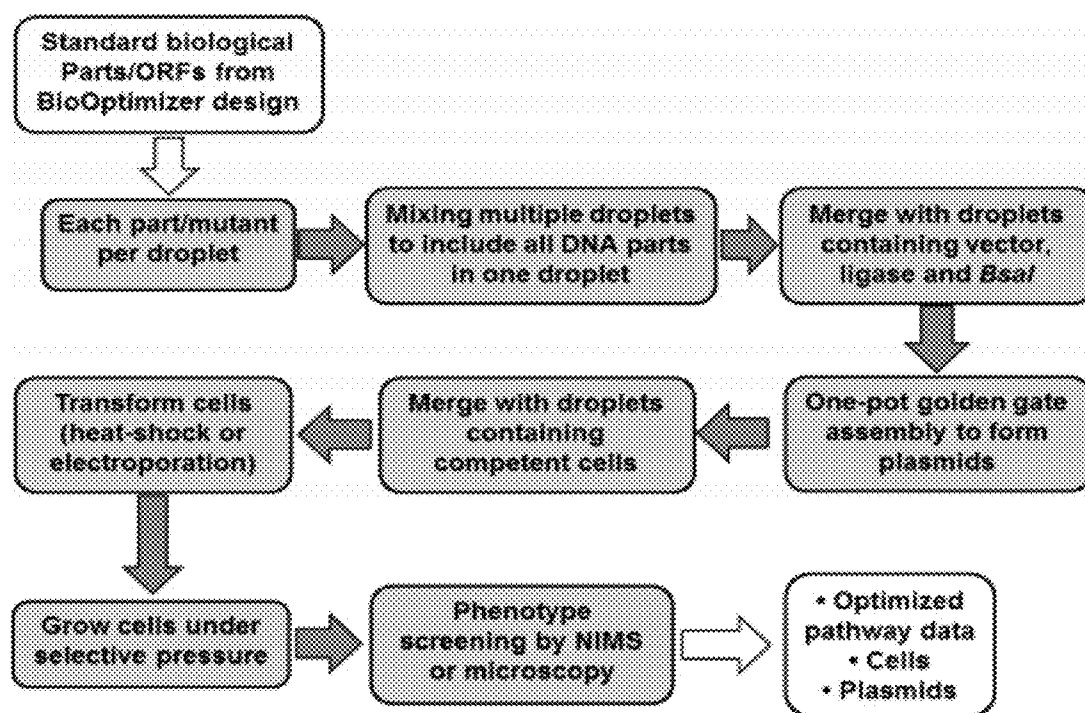 Standard biological
Parts/ORFs from
BioOptimizer design
Each part/mutant
per droplet
Mixing multiple droplets
to include all DNA parts
in one droplet
Merge with droplets
containing vector,
ligase and BsaI
One-pot golden gate
assembly to form
plasmids
Merge with droplets
containing
competent cells
Transform cells
(heat-shock or
electroporation)
Grow cells under
selective pressure
Phenotype
screening by NIMS
or microscopy
• Optimized
pathway data
• Cells
• Plasmids